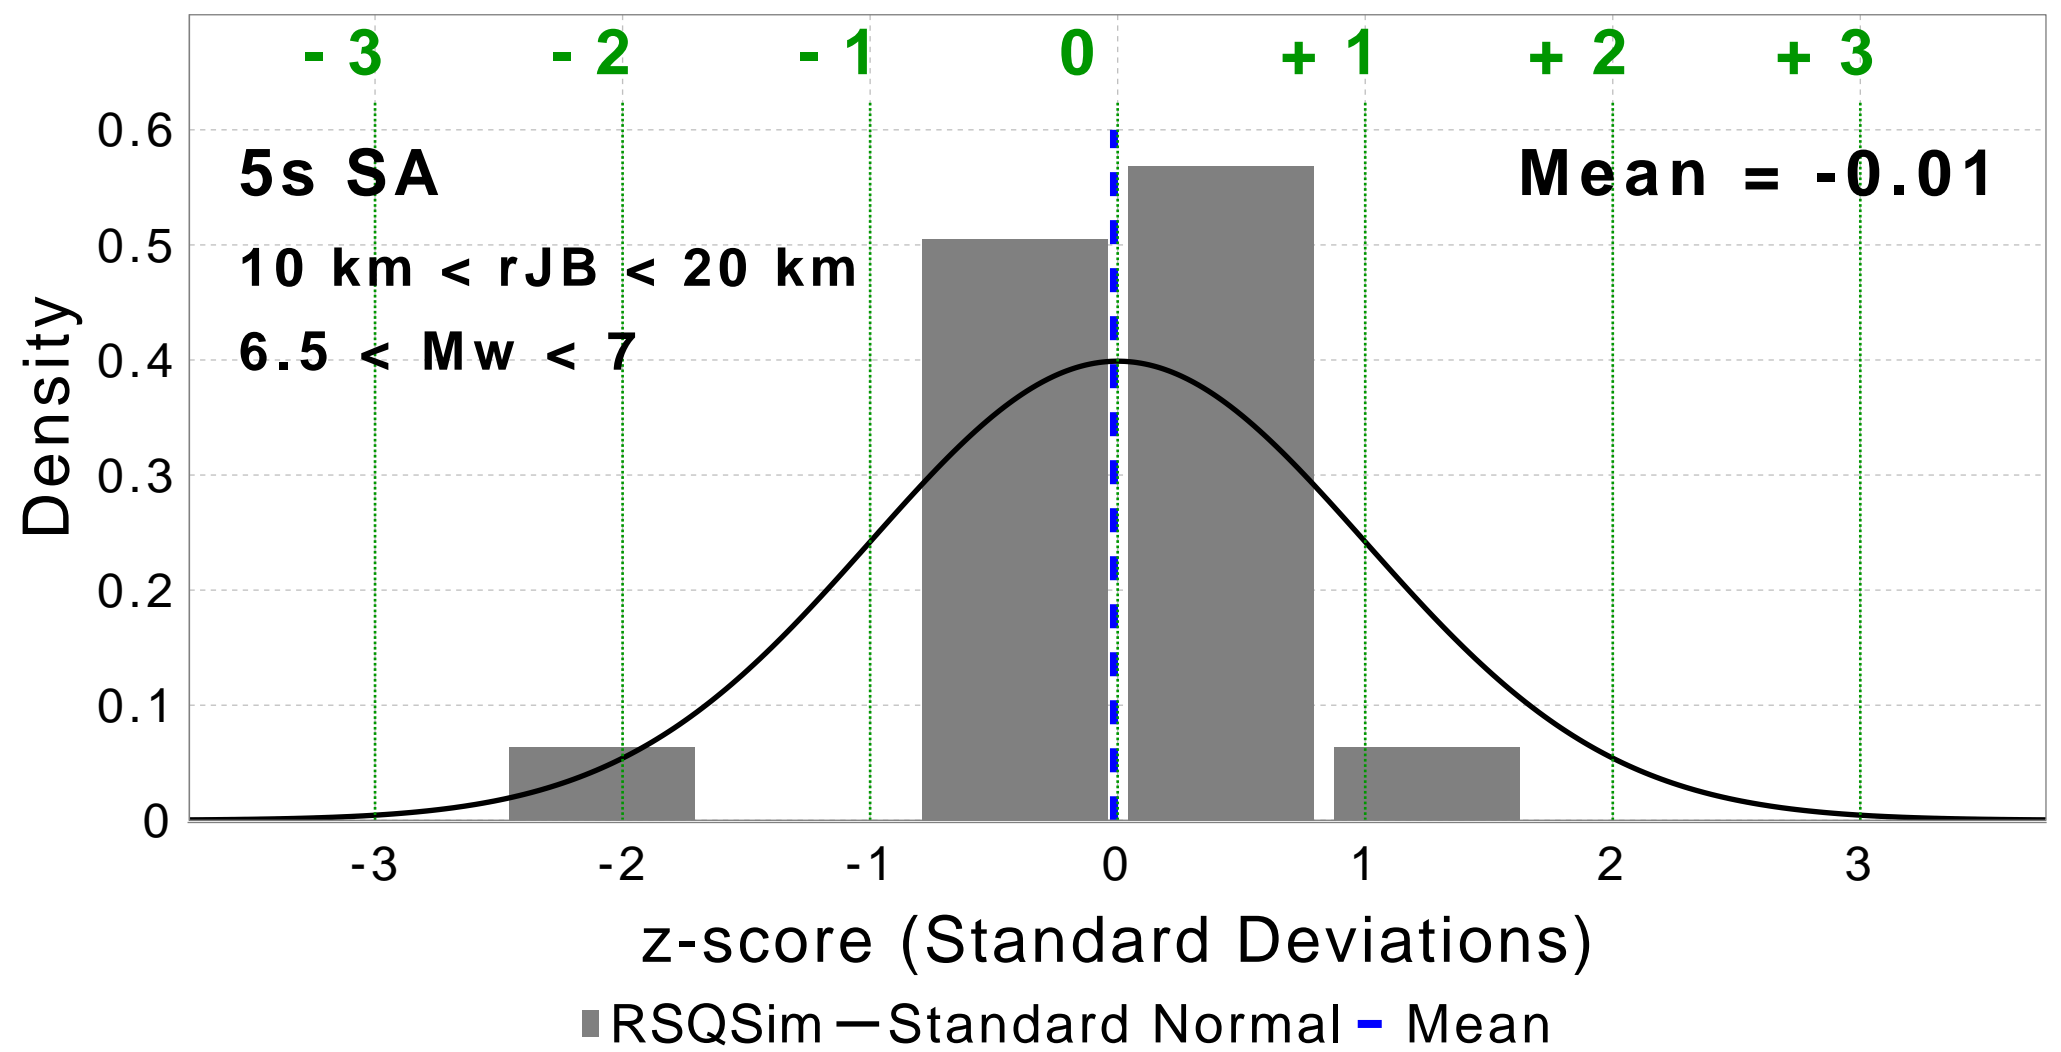 - 3 - 2 - 1 0 + 1 + 2 + 3
0.6
5s SA
Mean = -0.01
0.5
10 km < rJB < 20 km
0.4
6.5 < Mw < 7
0.3
0.2
0.1
0
Density
-3 -2 -1 0 1 2 3
z-score (Standard Deviations)
RSQSim Standard Normal Mean